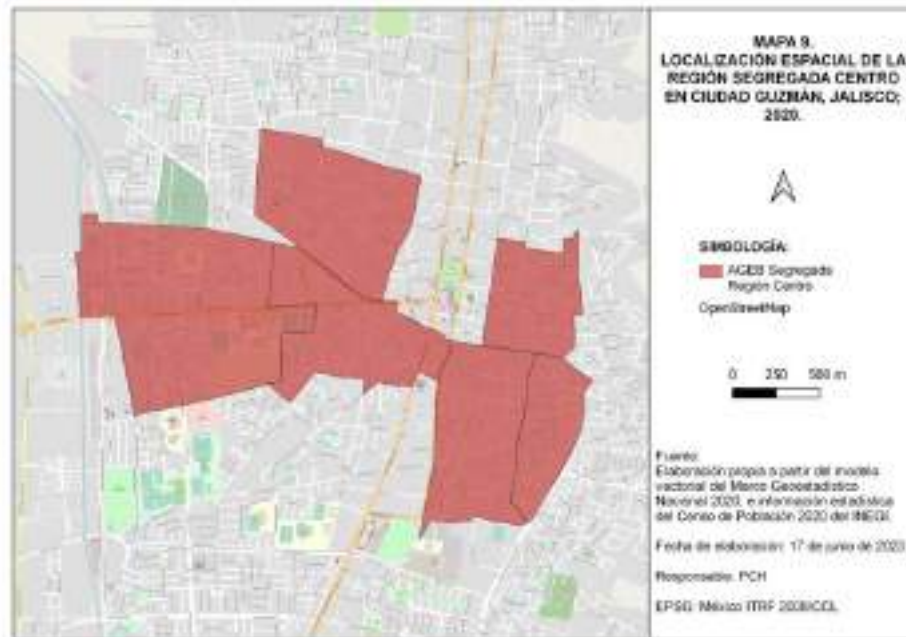 MAPA 9.
LOCALIZACIÓN ESPACIAL DE LA
REGIÓN SEGREGADA CENTRO
EN CIUDAD GUZMÁN, JALISCO;
2020.
SIMBOLOGÍA:
AGEB Segregada
Región Centro
OpenStreetMap
0 250 500 m
Fuente:
Elaboración propia a partir del modelo
vectorial del Marco Geoestadístico
Nacional 2020, e información estadística
del Censo de Población 2020 del INEGI.
Fecha de elaboración: 17 de junio de 2023
Responsable: PCH
EPSG: México ITRF 2008/CCL